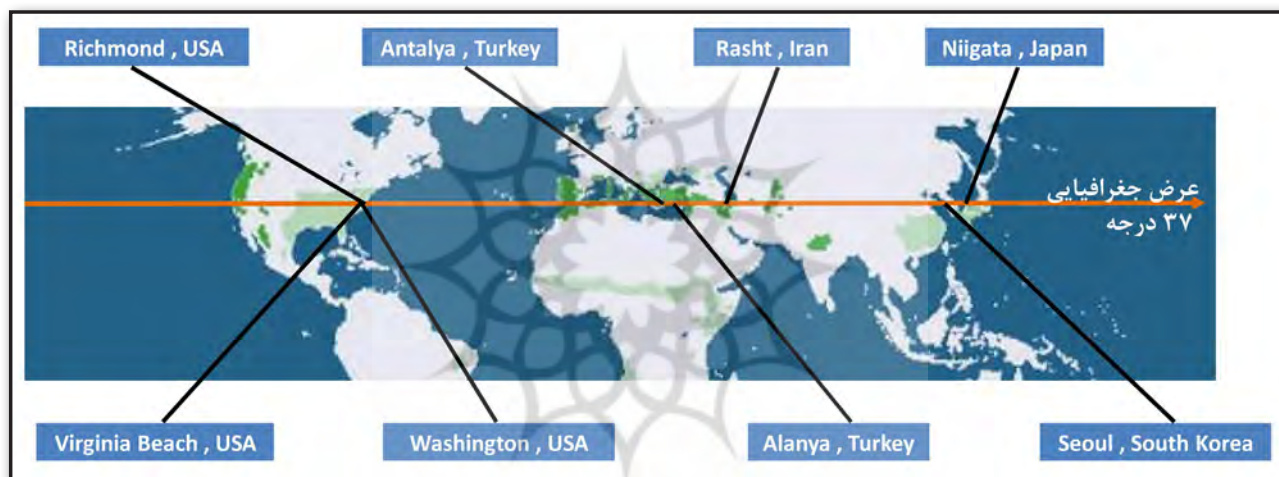 Richmond , USA
Antalya , Turkey
Rasht , Iran
Niigata , Japan
عرض جغرافیایی
۳۷ درجه
Virginia Beach , USA
Washington , USA
Alanya , Turkey
Seoul , South Korea